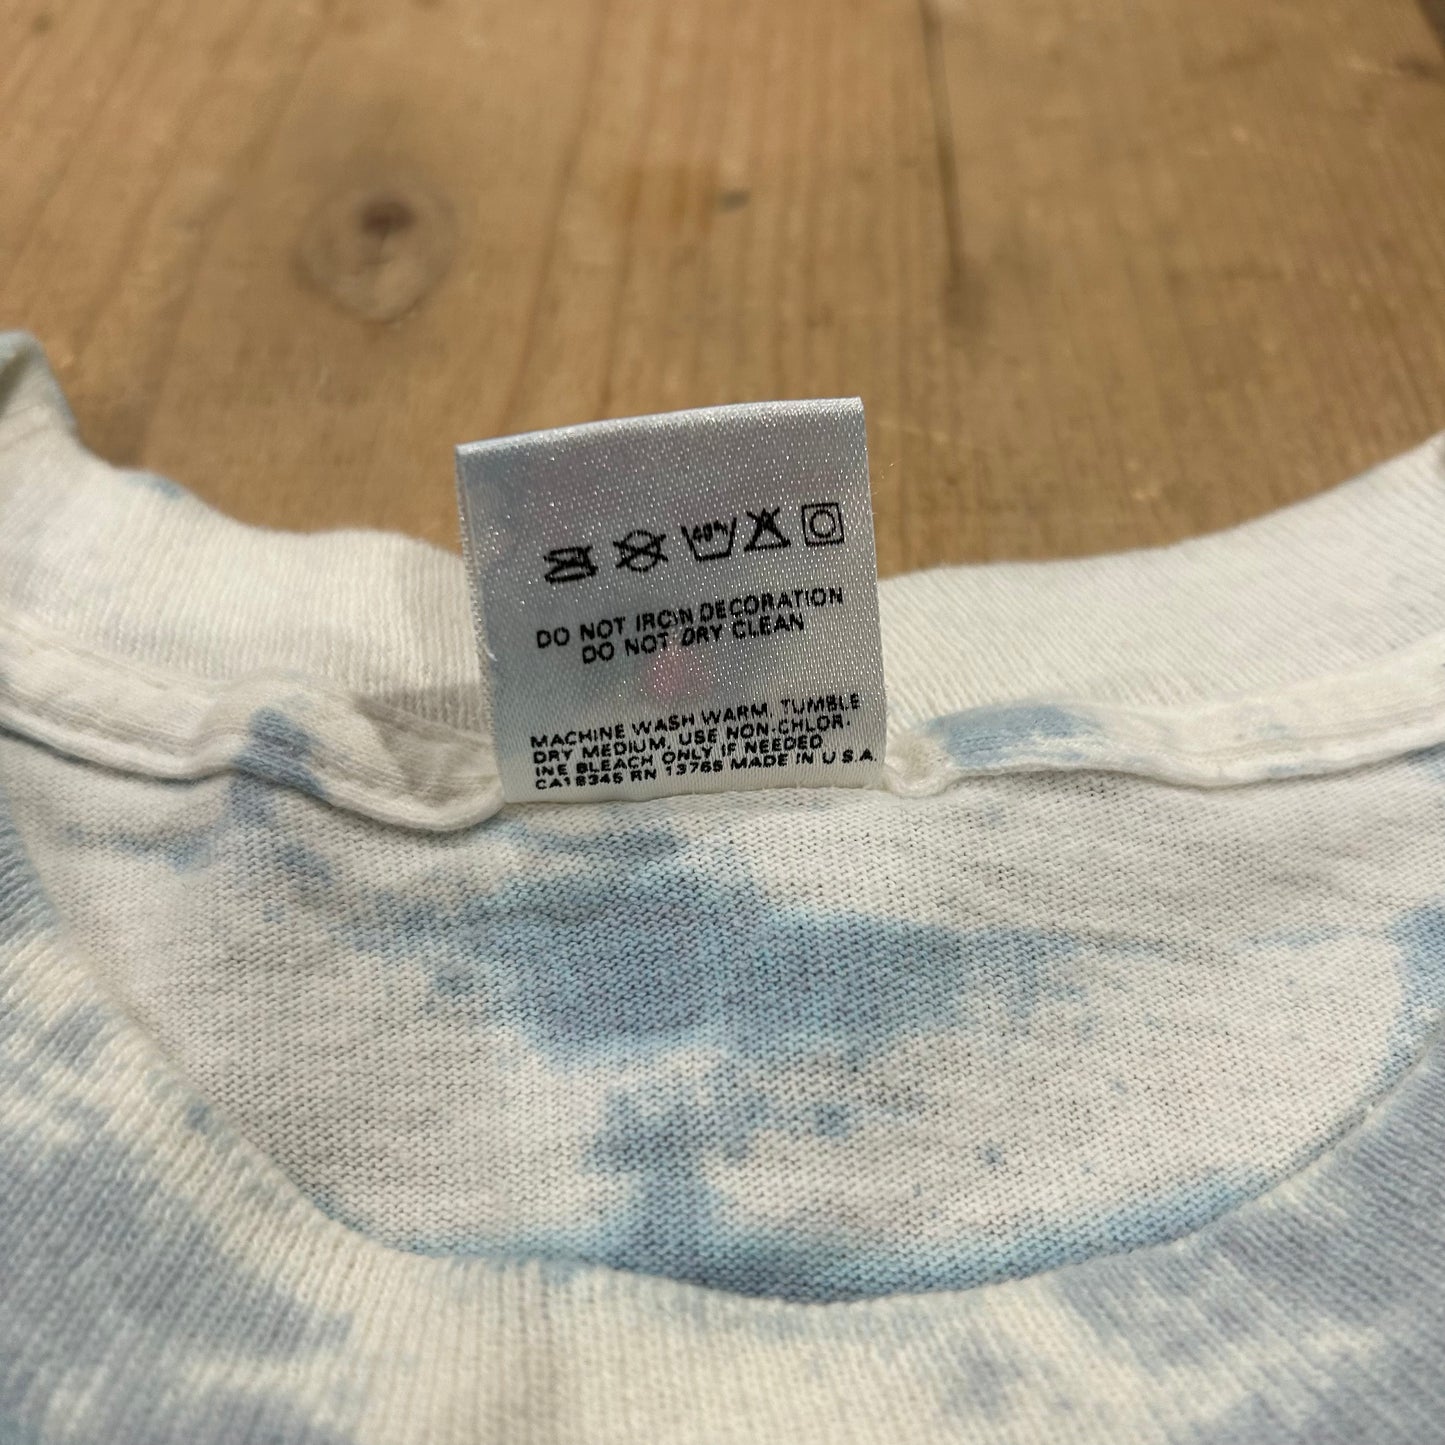 40°
DO NOT IRON DECORATION
DO NOT DRY CLEAN
MACHINE WASH WARM, TUMBLE
DRY MEDIUM. USE NON-CHLOR-
INE BLEACH ONLY IF NEEDED
CA18346 RN 13765 MADE IN U.S.A.